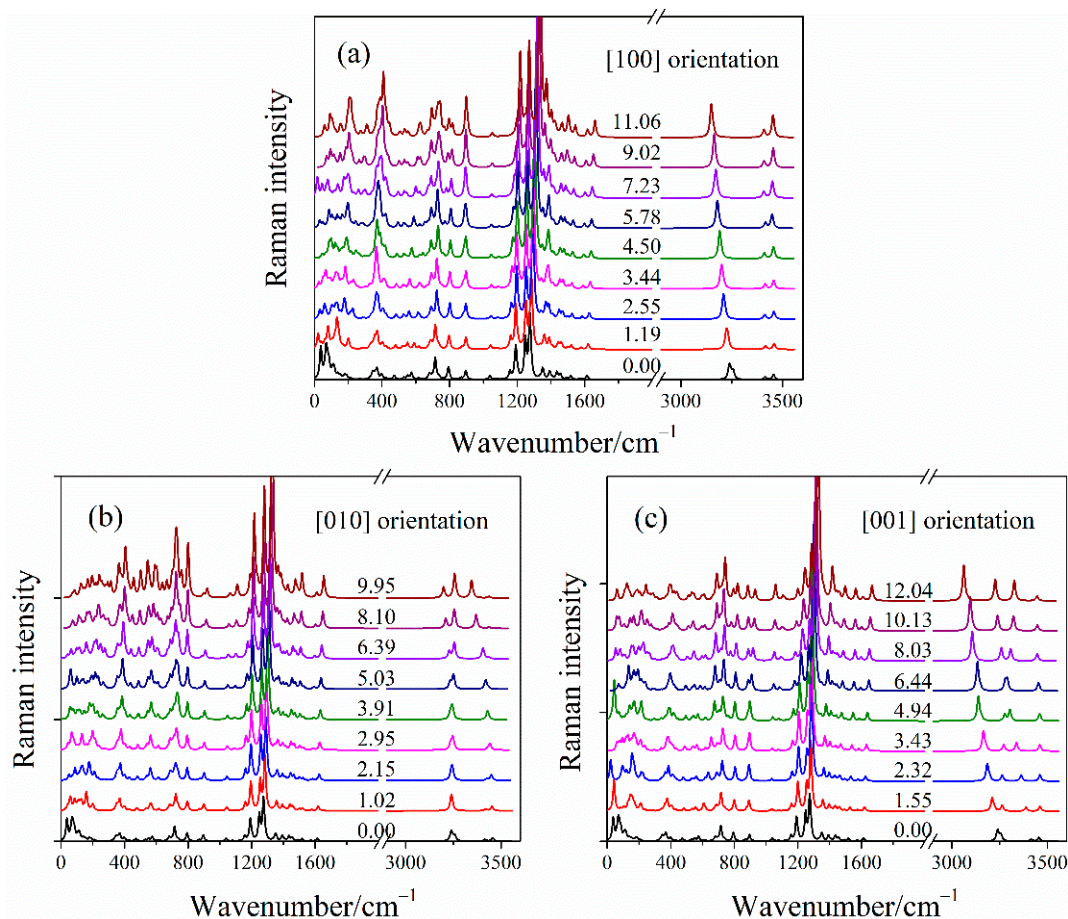 (a)
[100] orientation
Raman intensity
11.06
9.02
7.23
5.78
4.50
3.44
2.55
1.19
0.00
0 400 800 1200 1600 3000 3500
Wavenumber/cm⁻¹
(b)
[010] orientation
Raman intensity
9.95
8.10
6.39
5.03
3.91
2.95
2.15
1.02
0.00
0 400 800 1200 1600 3000 3500
Wavenumber/cm⁻¹
(c)
[001] orientation
Raman intensity
12.04
10.13
8.03
6.44
4.94
3.43
2.32
1.55
0.00
0 400 800 1200 1600 3000 3500
Wavenumber/cm⁻¹